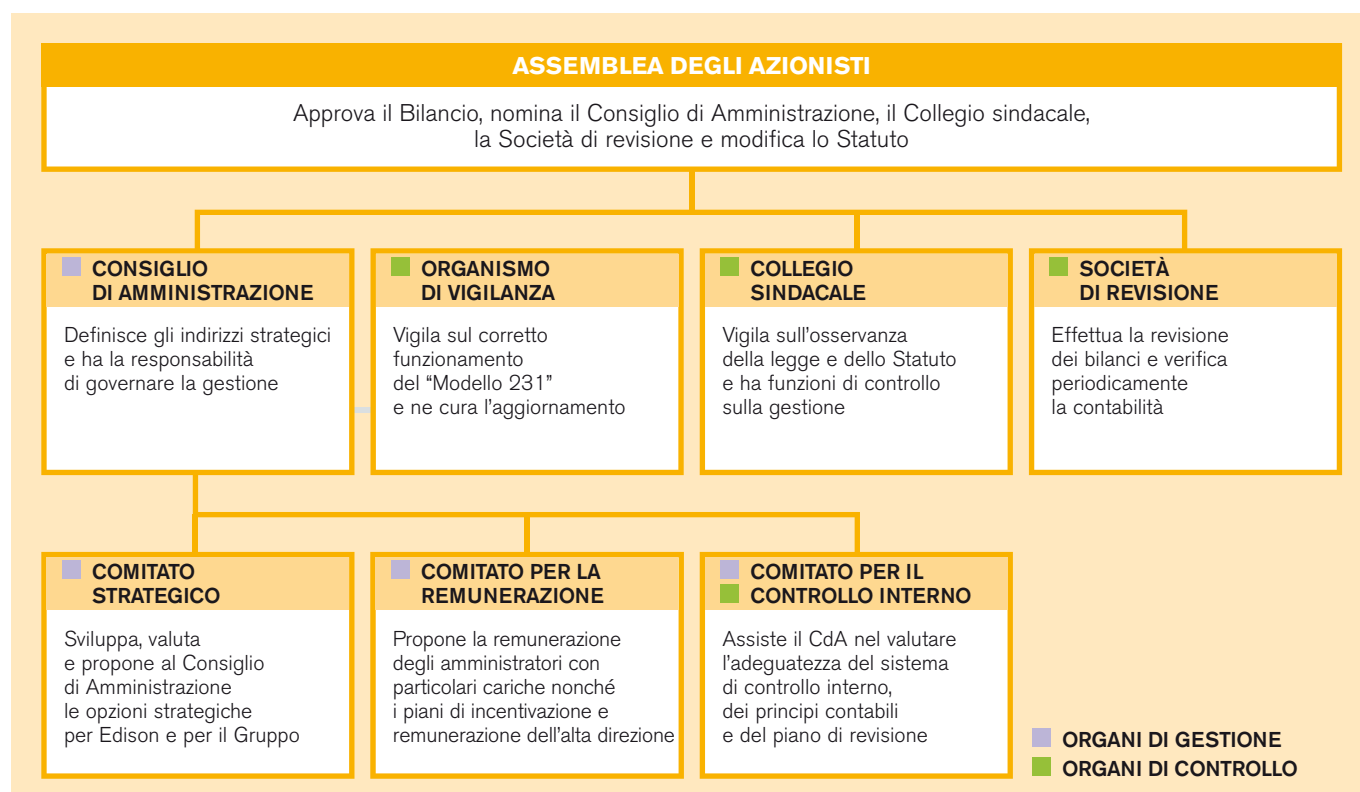 ASSEMBLEA DEGLI AZIONISTI
Approva il Bilancio, nomina il Consiglio di Amministrazione, il Collegio sindacale,
la Società di revisione e modifica lo Statuto
CONSIGLIO
DI AMMINISTRAZIONE
Definisce gli indirizzi strategici
e ha la responsabilità
di governare la gestione
ORGANISMO
DI VIGILANZA
Vigila sul corretto
funzionamento
del “Modello 231”
e ne cura l’aggiornamento
COLLEGIO
SINDACALE
Vigila sull’osservanza
della legge e dello Statuto
e ha funzioni di controllo
sulla gestione
SOCIETÀ
DI REVISIONE
Effettua la revisione
dei bilanci e verifica
periodicamente
la contabilità
COMITATO
STRATEGICO
Sviluppa, valuta
e propone al Consiglio
di Amministrazione
le opzioni strategiche
per Edison e per il Gruppo
COMITATO PER LA
REMUNERAZIONE
Propone la remunerazione
degli amministratori con
particolari cariche nonché
i piani di incentivazione e
remunerazione dell’alta direzione
COMITATO PER IL
CONTROLLO INTERNO
Assiste il CdA nel valutare
l’adeguatezza del sistema
di controllo interno,
dei principi contabili
e del piano di revisione
ORGANI DI GESTIONE
ORGANI DI CONTROLLO